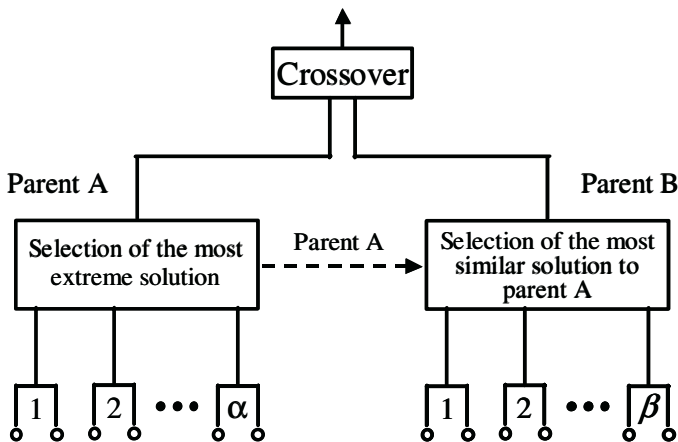 Crossover
Parent A
Parent B
Selection of the most
extreme solution
Parent A
Selection of the most
similar solution to
parent A
1 2 ••• α
1 2 ••• β